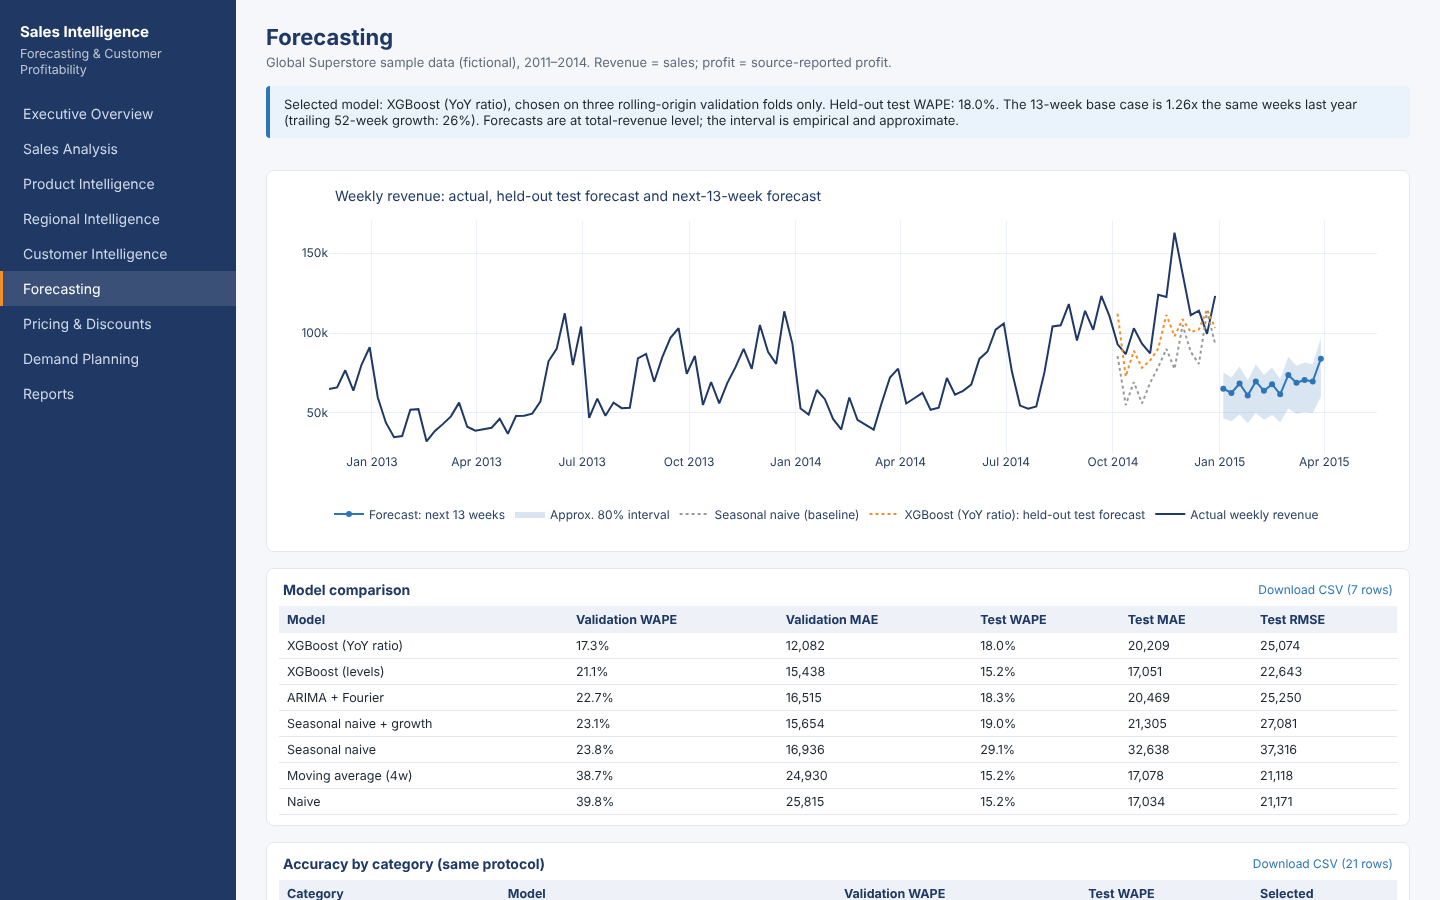 Sales Intelligence
Forecasting & Customer
Profitability
Executive Overview
Sales Analysis
Product Intelligence
Regional Intelligence
Customer Intelligence
Forecasting
Pricing & Discounts
Demand Planning
Reports
Forecasting
Global Superstore sample data (fictional), 2011–2014. Revenue = sales; profit = source-reported profit.
Selected model: XGBoost (YoY ratio), chosen on three rolling-origin validation folds only. Held-out test WAPE: 18.0%. The 13-week base case is 1.26x the same weeks last year
(trailing 52-week growth: 26%). Forecasts are at total-revenue level; the interval is empirical and approximate.
Weekly revenue: actual, held-out test forecast and next-13-week forecast
150k
100k
50k
Jan 2013 Apr 2013 Jul 2013 Oct 2013 Jan 2014 Apr 2014 Jul 2014 Oct 2014 Jan 2015 Apr 2015
Forecast: next 13 weeks Approx. 80% interval Seasonal naive (baseline) XGBoost (YoY ratio): held-out test forecast Actual weekly revenue
Model comparison Download CSV (7 rows)
Model Validation WAPE Validation MAE Test WAPE Test MAE Test RMSE
XGBoost (YoY ratio) 17.3% 12,082 18.0% 20,209 25,074
XGBoost (levels) 21.1% 15,438 15.2% 17,051 22,643
ARIMA + Fourier 22.7% 16,515 18.3% 20,469 25,250
Seasonal naive + growth 23.1% 15,654 19.0% 21,305 27,081
Seasonal naive 23.8% 16,936 29.1% 32,638 37,316
Moving average (4w) 38.7% 24,930 15.2% 17,078 21,118
Naive 39.8% 25,815 15.2% 17,034 21,171
Accuracy by category (same protocol) Download CSV (21 rows)
Category Model Validation WAPE Test WAPE Selected